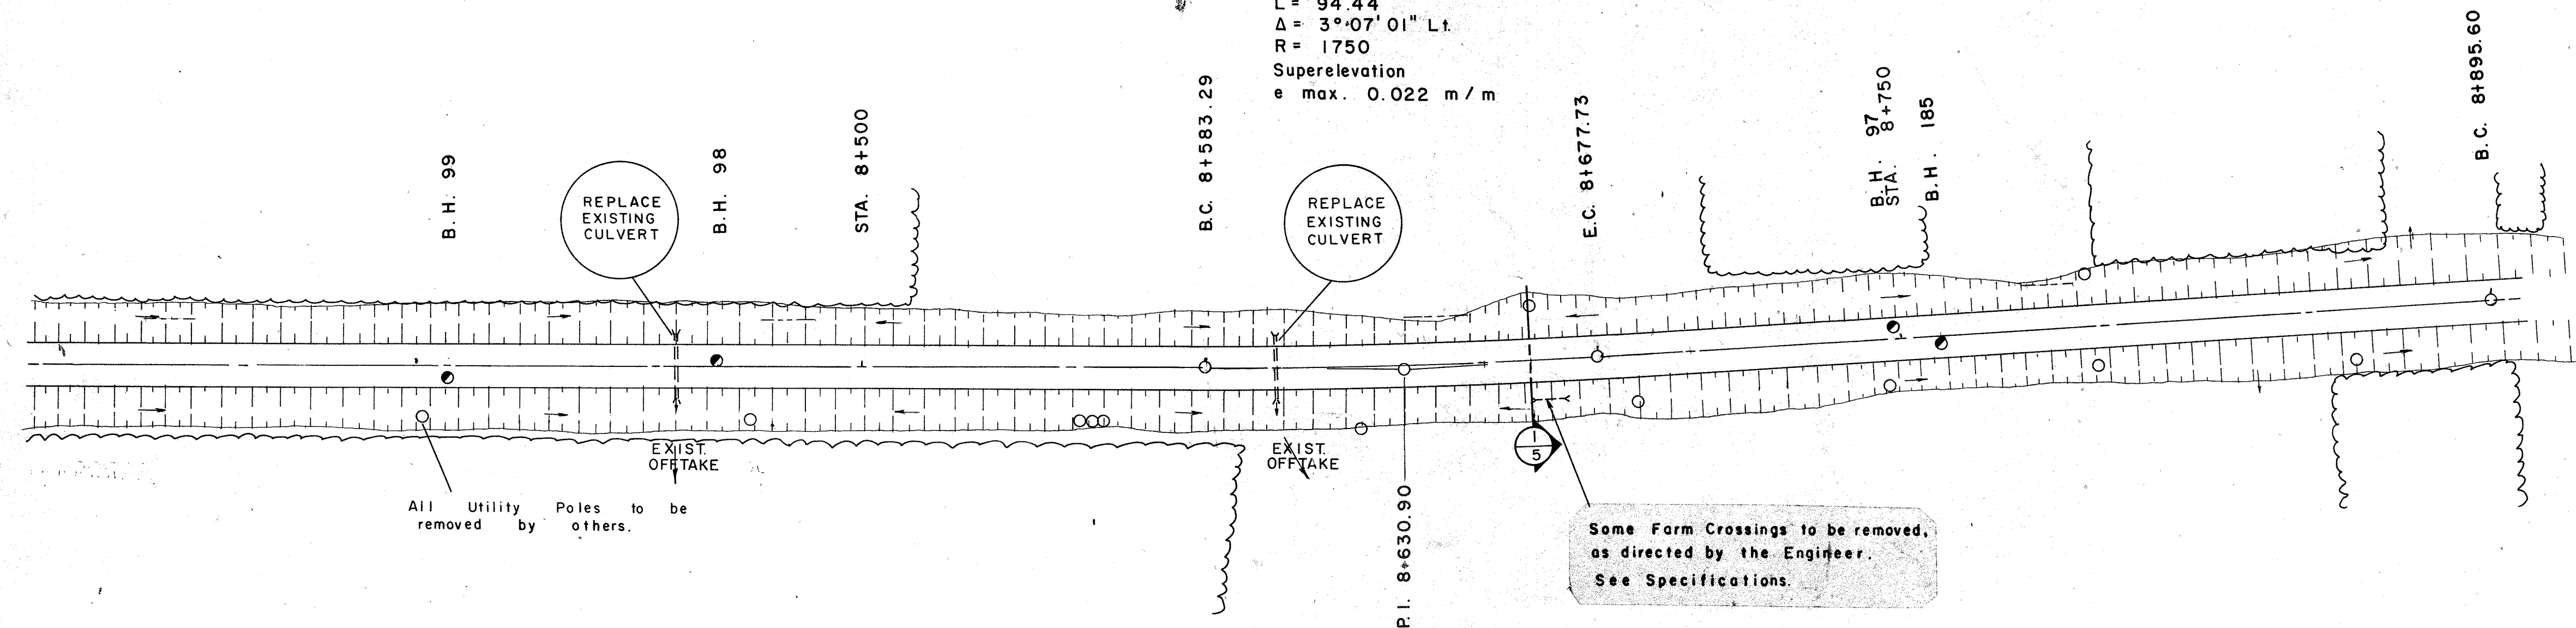 L = 94.44
Δ = 3°07'01" Lt.
R = 1750
Superelevation
e max. 0.022 m/m
B.H. 99
REPLACE
EXISTING
CULVERT
B.H. 98
STA. 8+500
B.C. 8+583.29
REPLACE
EXISTING
CULVERT
E.C. 8+677.73
B.H. 97
STA. 8+750
B.H. 185
B.C. 8+895.60
EXIST.
OFFTAKE
EXIST.
OFFTAKE
1
5
All Utility Poles to be
removed by others.
P.I. 8+630.90
Some Farm Crossings to be removed,
as directed by the Engineer.
See Specifications.